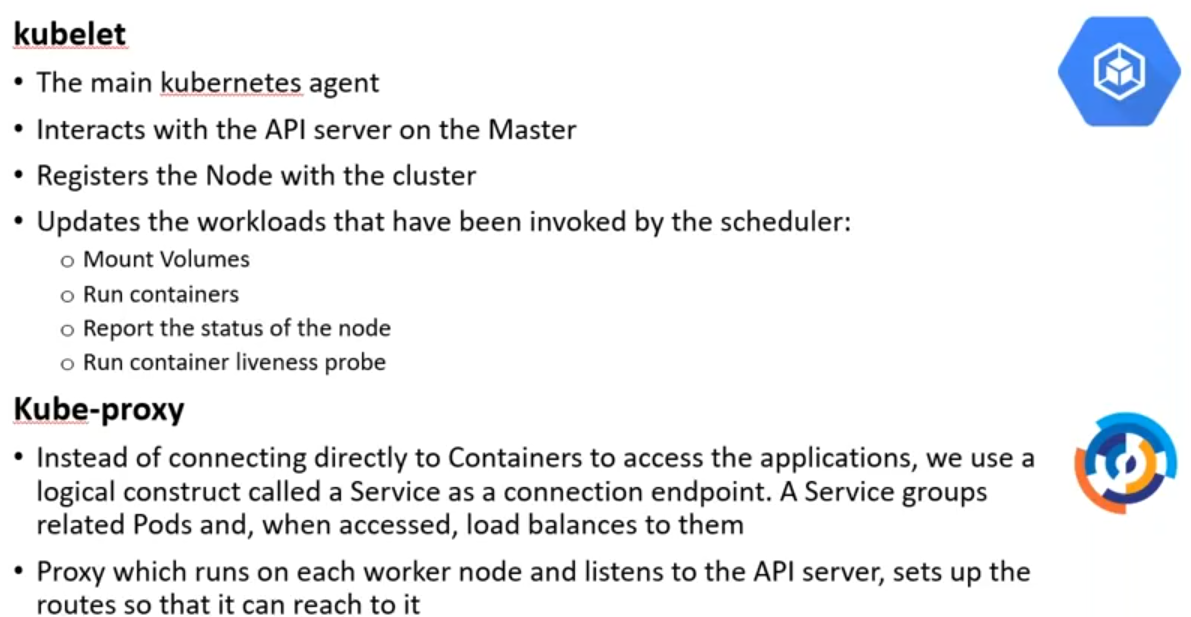 kubelet
• The main kubernetes agent
• Interacts with the API server on the Master
• Registers the Node with the cluster
• Updates the workloads that have been invoked by the scheduler:
o Mount Volumes
o Run containers
o Report the status of the node
o Run container liveness probe
Kube-proxy
• Instead of connecting directly to Containers to access the applications, we use a
logical construct called a Service as a connection endpoint. A Service groups
related Pods and, when accessed, load balances to them
• Proxy which runs on each worker node and listens to the API server, sets up the
routes so that it can reach to it